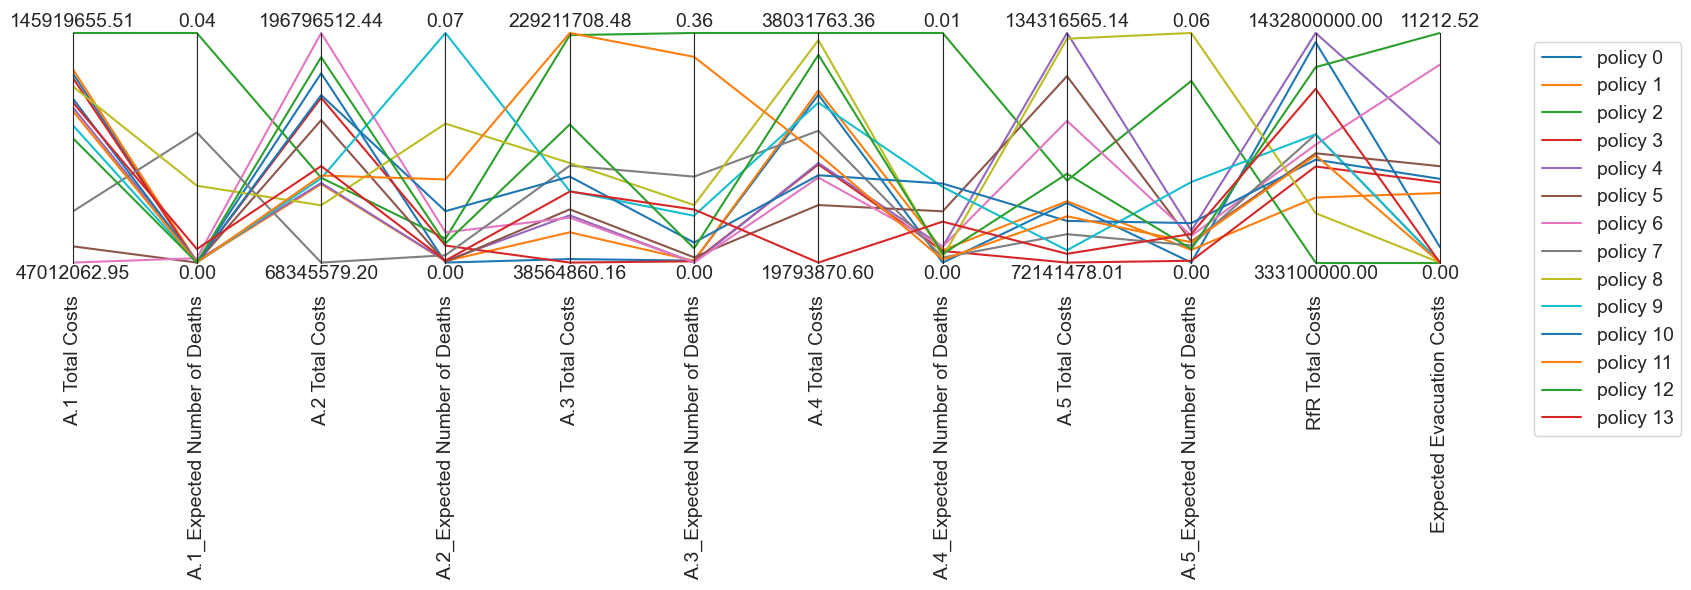 145919655.51 0.04 196796512.44 0.07 229211708.48 0.36 38031763.36 0.01 134316565.14 0.06 1432800000.00 11212.52
47012062.95 0.00 68345579.20 0.00 38564860.16 0.00 19793870.60 0.00 72141478.01 0.00 333100000.00 0.00
A.1 Total Costs
A.1_Expected Number of Deaths
A.2 Total Costs
A.2_Expected Number of Deaths
A.3 Total Costs
A.3_Expected Number of Deaths
A.4 Total Costs
A.4_Expected Number of Deaths
A.5 Total Costs
A.5_Expected Number of Deaths
RfR Total Costs
Expected Evacuation Costs
policy 0
policy 1
policy 2
policy 3
policy 4
policy 5
policy 6
policy 7
policy 8
policy 9
policy 10
policy 11
policy 12
policy 13